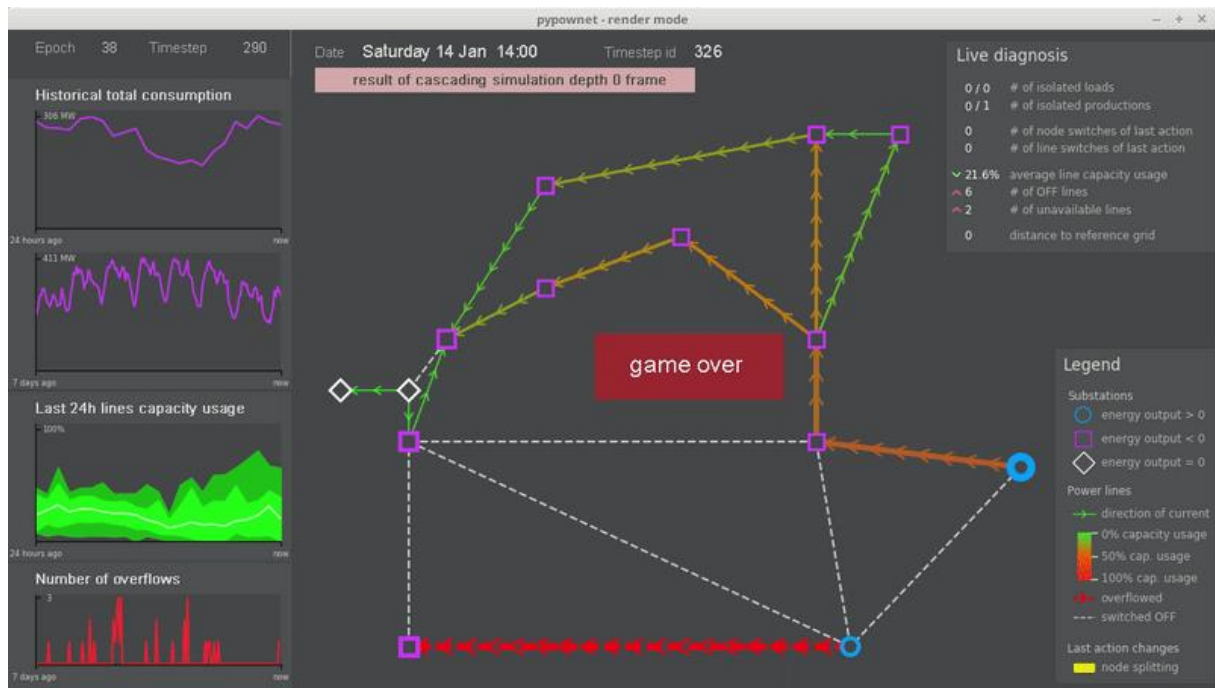 pypownet - render mode
Epoch 38 Timestep 290
Date Saturday 14 Jan 14:00 Timestep id 326
result of cascading simulation depth 0 frame
Historical total consumption
306 MW
24 hours ago now
411 MW
7 days ago now
Last 24h lines capacity usage
100%
24 hours ago now
Number of overflows
3
7 days ago now
game over
Live diagnosis
0 / 0 # of isolated loads
0 / 1 # of isolated productions
0 # of node switches of last action
0 # of line switches of last action
21.6% average line capacity usage
6 # of OFF lines
2 # of unavailable lines
0 distance to reference grid
Legend
Substations
energy output > 0
energy output < 0
energy output = 0
Power lines
direction of current
0% capacity usage
50% cap. usage
100% cap. usage
overflowed
switched OFF
Last action changes
node splitting